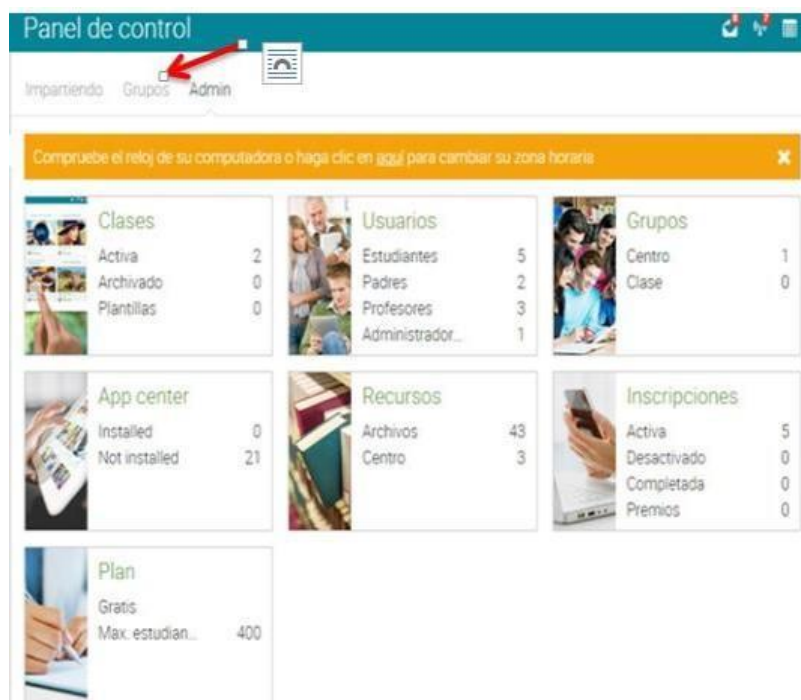 Panel de control
8 7
Impartiendo Grupos Admin
Compruebe el reloj de su computadora o haga clic en aquí para cambiar su zona horaria
Clases
Activa 2
Archivado 0
Plantillas 0
Usuarios
Estudiantes 5
Padres 2
Profesores 3
Administrador... 1
Grupos
Centro 1
Clase 0
App center
Installed 0
Not installed 21
Recursos
Archivos 43
Centro 3
Inscripciones
Activa 5
Desactivado 0
Completada 0
Premios 0
Plan
Gratis
Max. estudian... 400